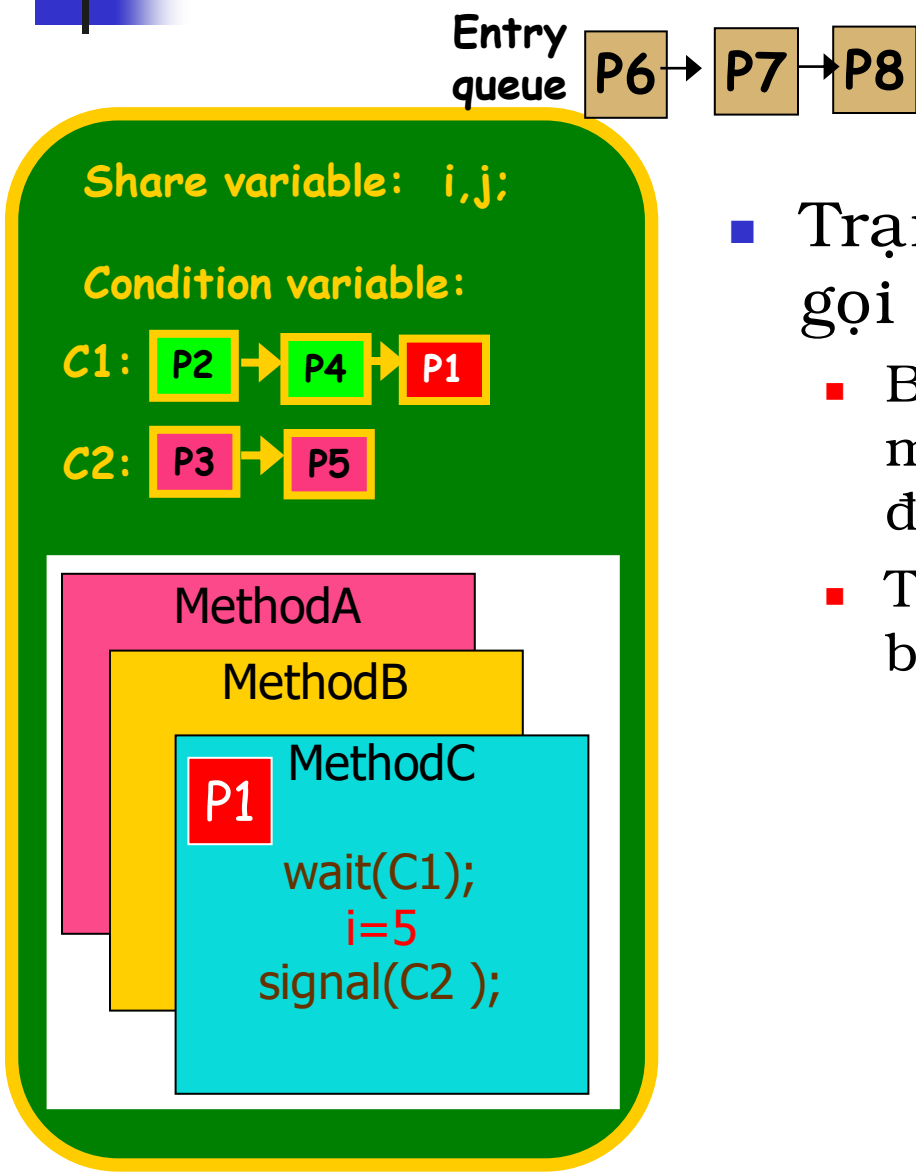 Entry
queue
P6 P7 P8
Share variable: i,j;
Condition variable:
C1: P2 P4 P1
C2: P3 P5
MethodA
MethodB
MethodC
P1
wait(C1);
i=5
signal(C2 );
gọi